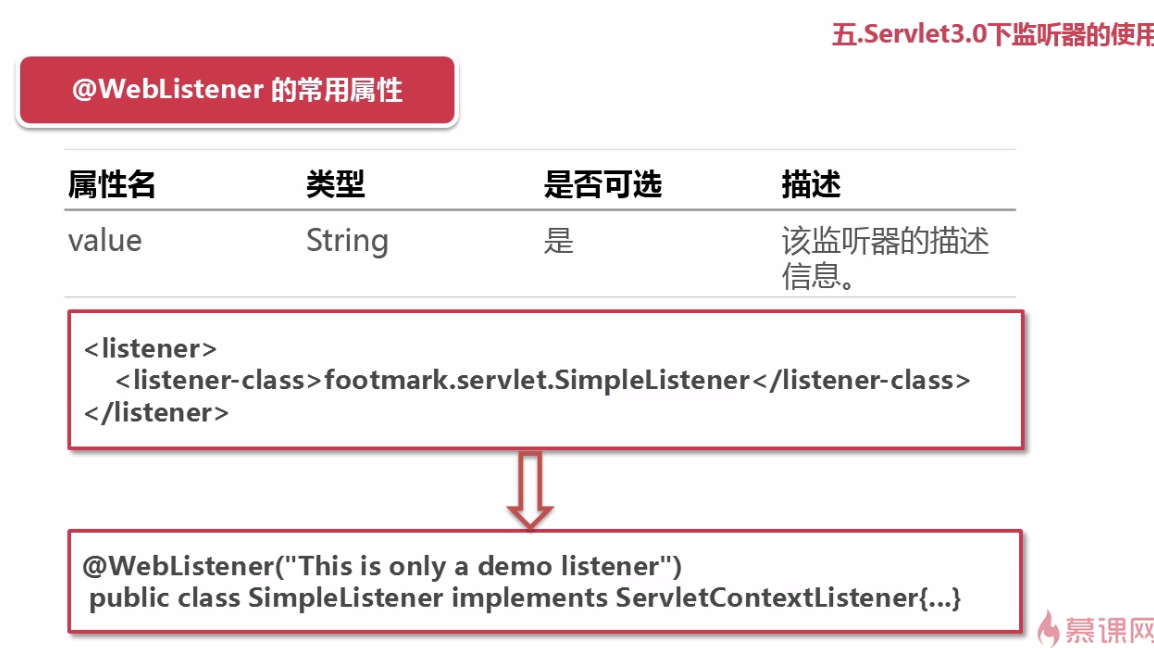 五.Servlet3.0下监听器的使用
@WebListener 的常用属性
属性名 类型 是否可选 描述
value String 是 该监听器的描述
信息。
<listener>
<listener-class>footmark.servlet.SimpleListener</listener-class>
</listener>
@WebListener("This is only a demo listener")
public class SimpleListener implements ServletContextListener{...}
慕课网